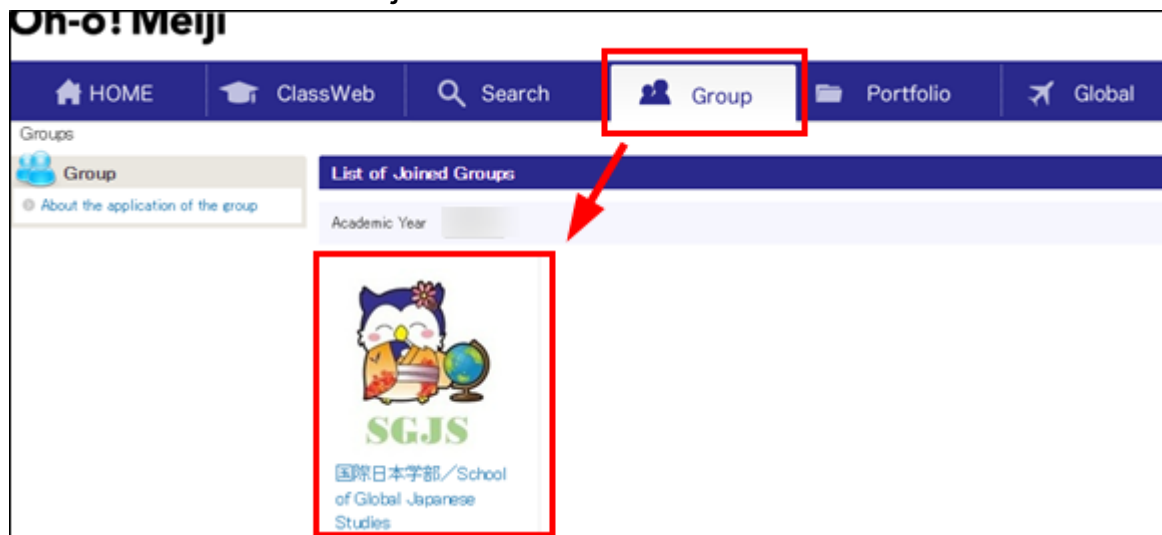 Oh-o! Meiji
HOME ClassWeb Search Group Portfolio Global
Groups
Group
About the application of the group
List of Joined Groups
Academic Year
SGJS
国際日本学部／School
of Global Japanese
Studies